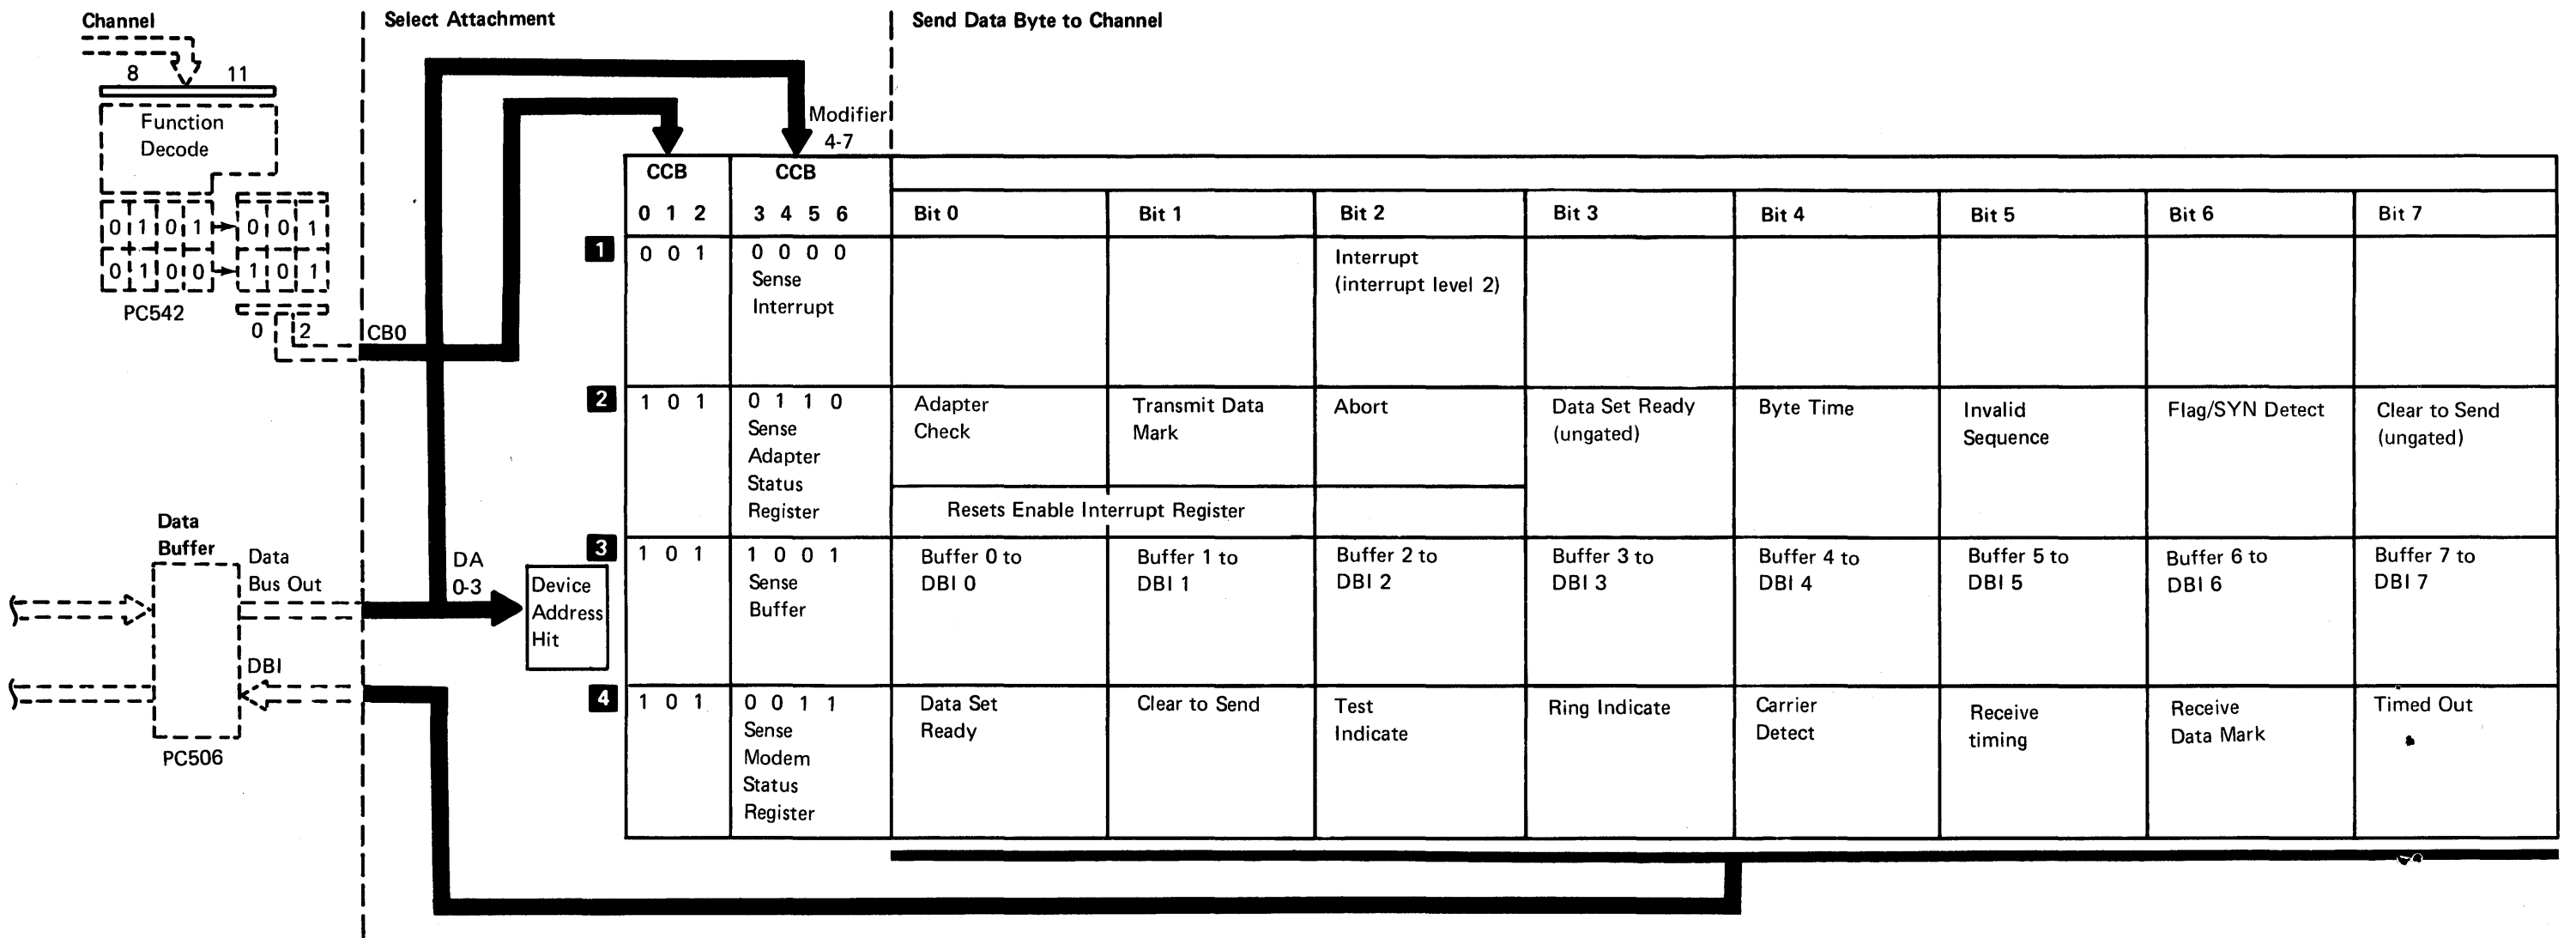 Channel
Select Attachment
Send Data Byte to Channel
8 11
Function
Decode
0 1 0 1 0 0 1
0 1 0 0 1 0 1
PC542
0 2
CBO
Modifier
4-7
CCB CCB
0 1 2 3 4 5 6 Bit 0 Bit 1 Bit 2 Bit 3 Bit 4 Bit 5 Bit 6 Bit 7
1 0 0 1 0 0 0 0
Sense
Interrupt
Interrupt
(interrupt level 2)
2 1 0 1 0 1 1 0
Sense
Adapter
Status
Register
Adapter
Check
Transmit Data
Mark
Abort
Data Set Ready
(ungated)
Byte Time
Invalid
Sequence
Flag/SYN Detect
Clear to Send
(ungated)
Resets Enable Interrupt Register
3 1 0 1 1 0 0 1
Sense
Buffer
Buffer 0 to
DBI 0
Buffer 1 to
DBI 1
Buffer 2 to
DBI 2
Buffer 3 to
DBI 3
Buffer 4 to
DBI 4
Buffer 5 to
DBI 5
Buffer 6 to
DBI 6
Buffer 7 to
DBI 7
4 1 0 1 0 0 1 1
Sense
Modem
Status
Register
Data Set
Ready
Clear to Send
Test
Indicate
Ring Indicate
Carrier
Detect
Receive
timing
Receive
Data Mark
Timed Out
Data
Buffer
Data
Bus Out
DA
0-3
Device
Address
Hit
DBI
PC506